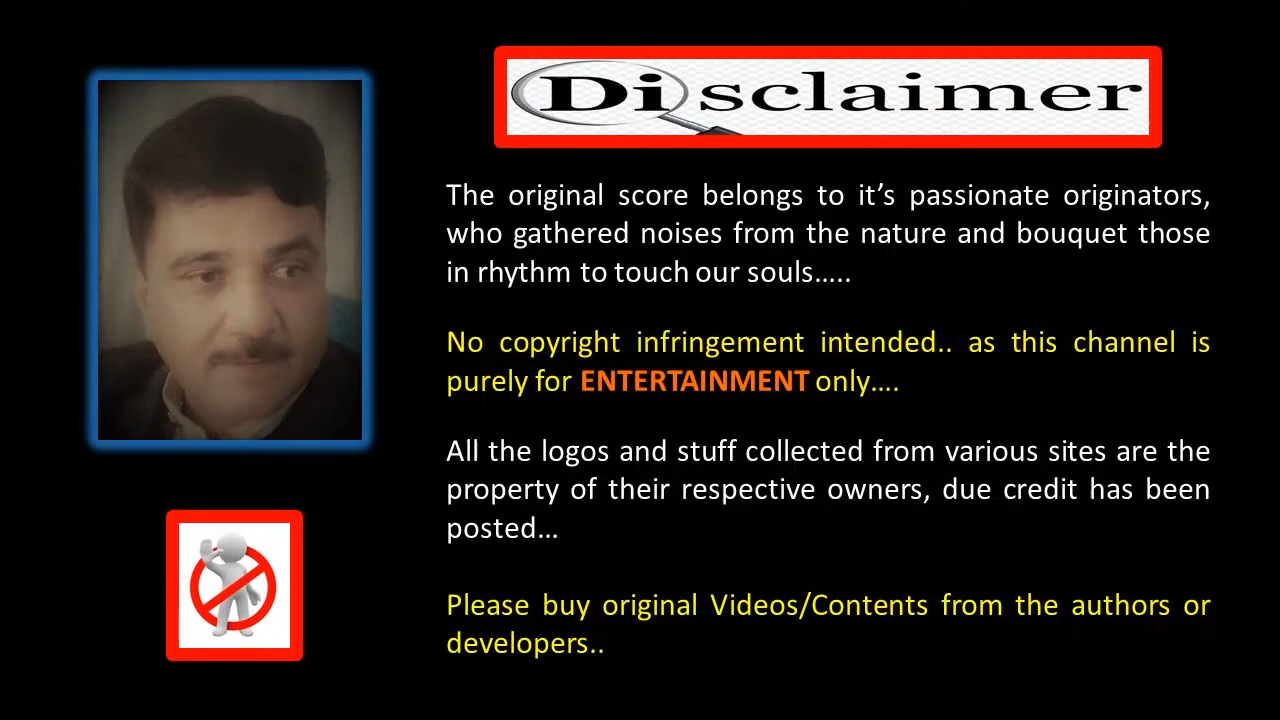 Disclaimer
The original score belongs to it’s passionate originators,
who gathered noises from the nature and bouquet those
in rhythm to touch our souls…..
No copyright infringement intended.. as this channel is
purely for ENTERTAINMENT only….
All the logos and stuff collected from various sites are the
property of their respective owners, due credit has been
posted…
Please buy original Videos/Contents from the authors or
developers..